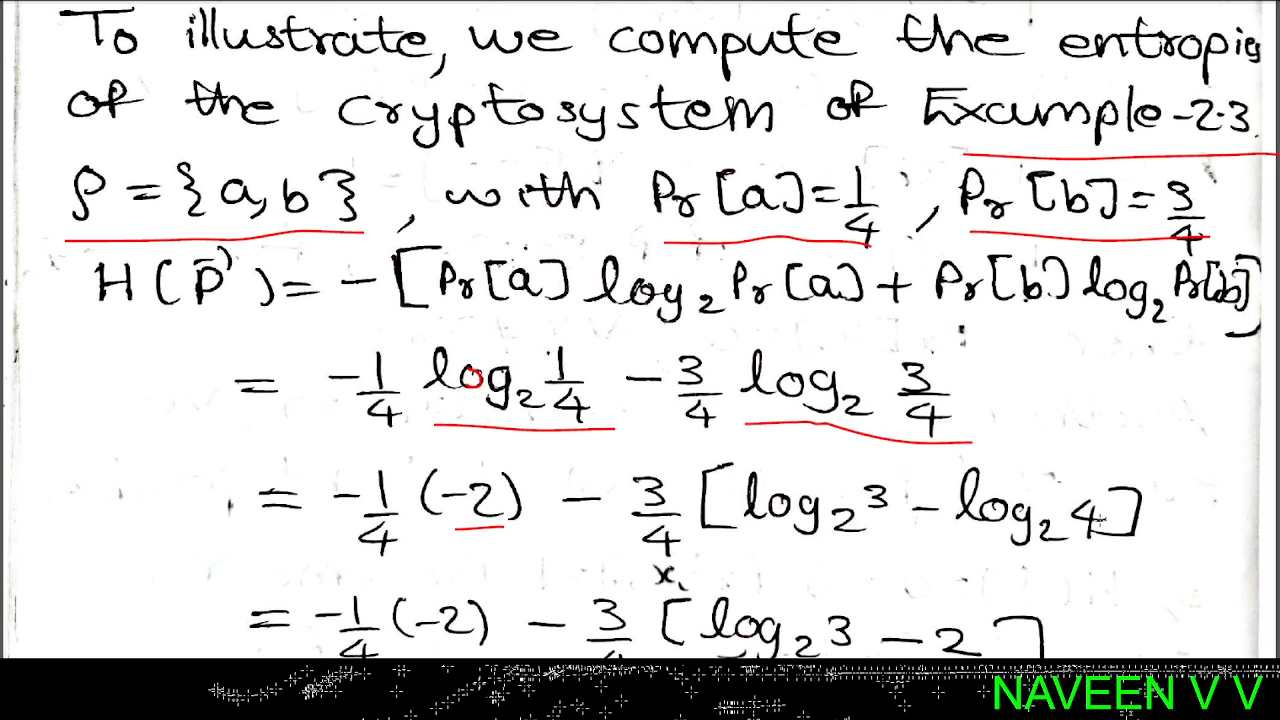 To illustrate, we compute the entropies
of the cryptosystem of Example-2.3.
P = {a, b}, with Pr[a]=1/4, Pr[b]=3/4
H(P) = -[Pr[a] log2 Pr[a] + Pr[b] log2 Pr[b]]
= -1/4 log2 1/4 - 3/4 log2 3/4
= -1/4 (-2) - 3/4 [log2 3 - log2 4]
= -1/4 (-2) - 3/4 [log2 3 - 2]
NAVEEN V V